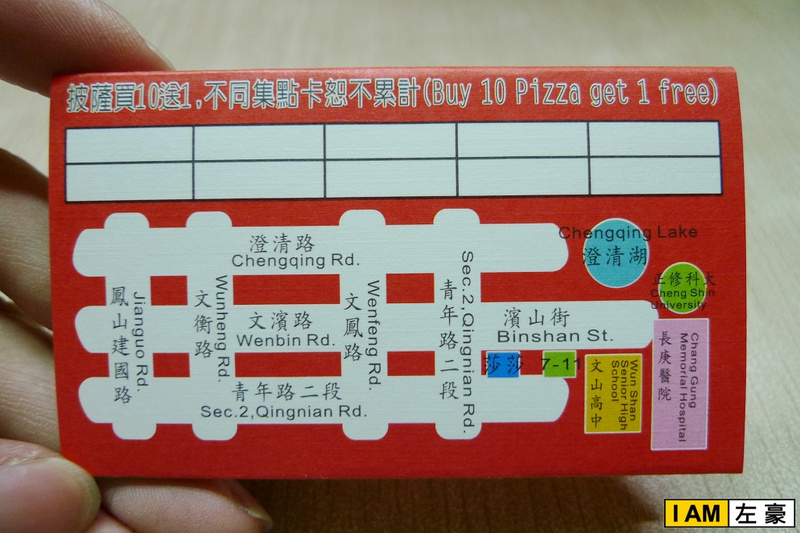 披薩買10送1,不同集點卡恕不累計(Buy 10 Pizza get 1 free)
澄清路
Chengqing Rd.
Chengqing Lake
澄清湖
正修科大
Cheng Shin
University
鳳山建國路
Jianguo Rd.
文衡路
Wunheng Rd.
文濱路
Wenbin Rd.
文鳳路
Wenfeng Rd.
青年路二段
Sec.2,Qingnian Rd.
濱山街
Binshan St.
莎莎
7-11
文山高中
Wun Shan
Senior High
School
長庚醫院
Chang Gung
Memorial Hospital
青年路二段
Sec.2,Qingnian Rd.
I AM 左豪